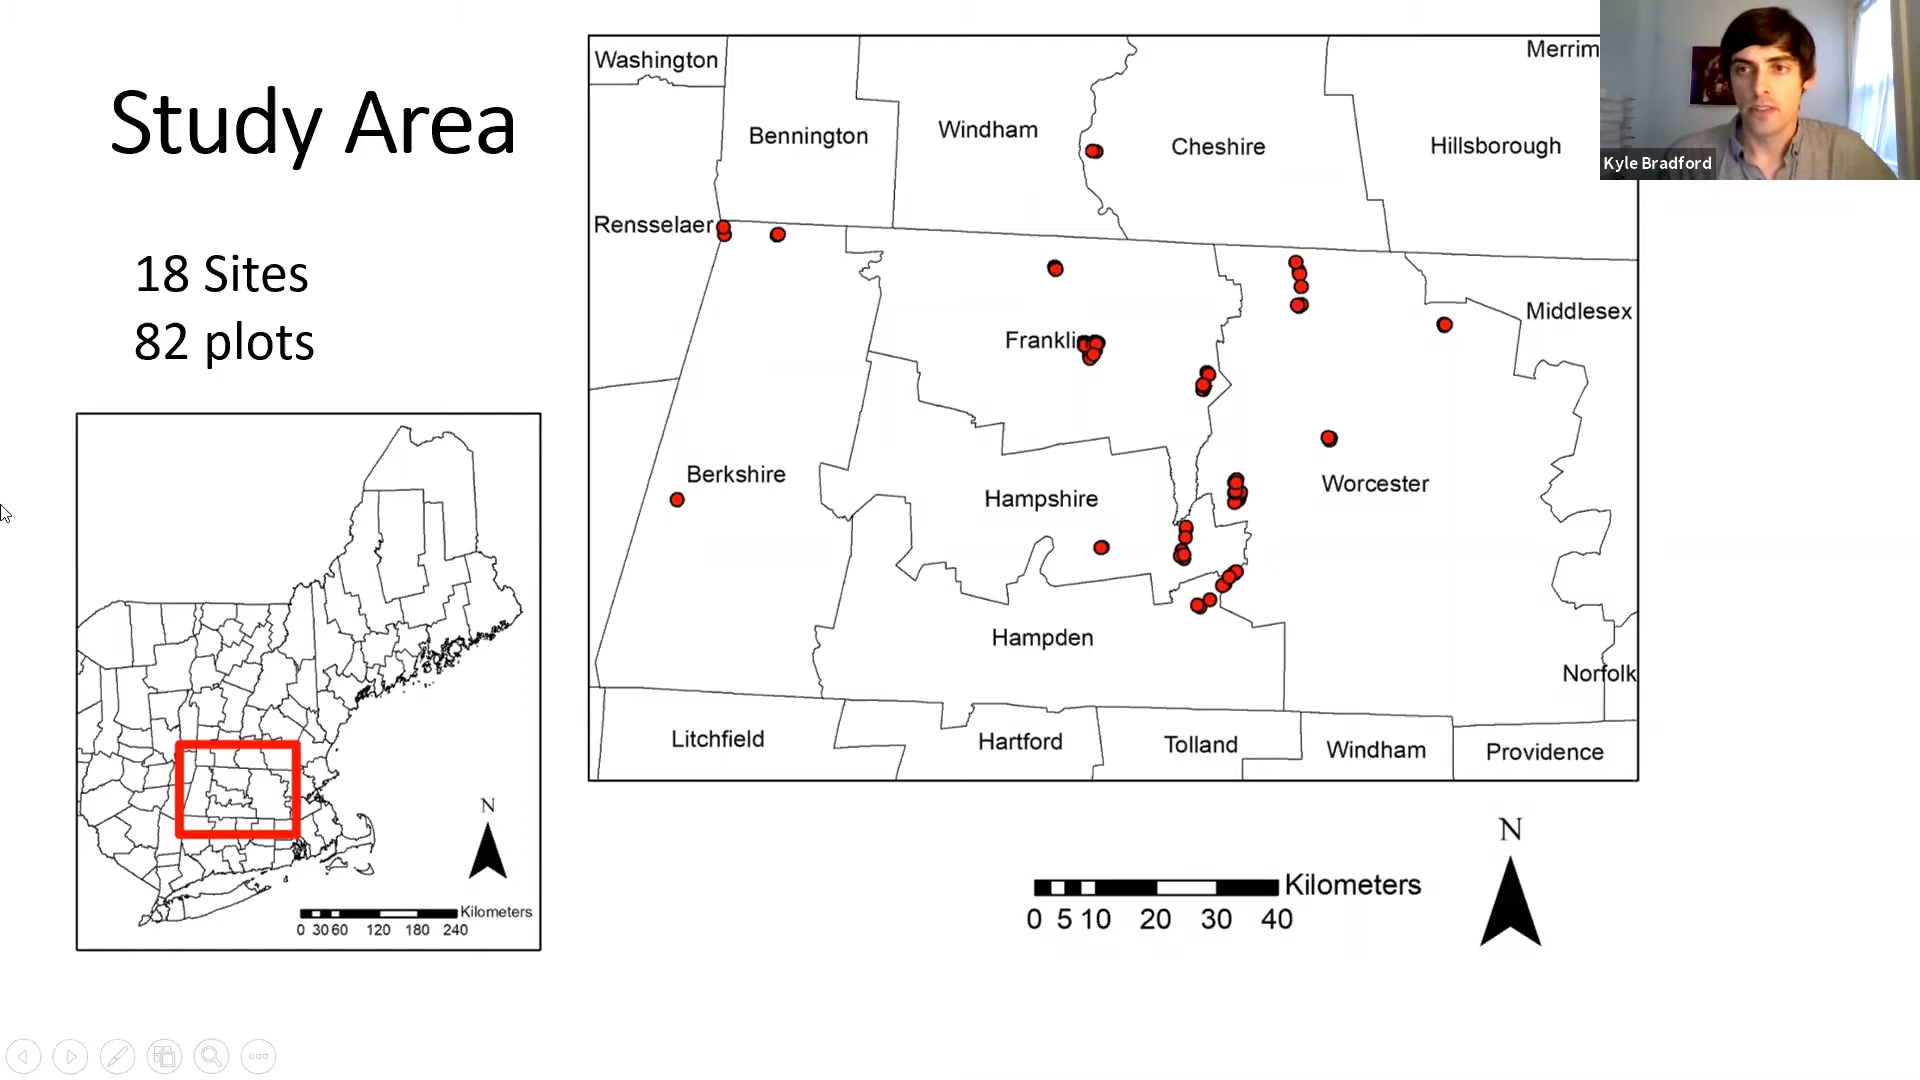 Study Area
18 Sites
82 plots
N
Kilometers
0 30 60 120 180 240
Washington
Bennington
Windham
Cheshire
Hillsborough
Merrim
Rensselaer
Middlesex
Franklin
Berkshire
Hampshire
Worcester
Hampden
Norfolk
Litchfield
Hartford
Tolland
Windham
Providence
Kilometers
0 5 10 20 30 40
N
Kyle Bradford